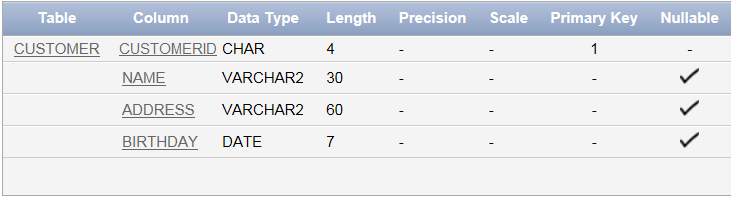 Table Column Data Type Length Precision Scale Primary Key Nullable
CUSTOMER CUSTOMERID CHAR 4 - - 1 -
NAME VARCHAR2 30 - - - ✓
ADDRESS VARCHAR2 60 - - - ✓
BIRTHDAY DATE 7 - - - ✓